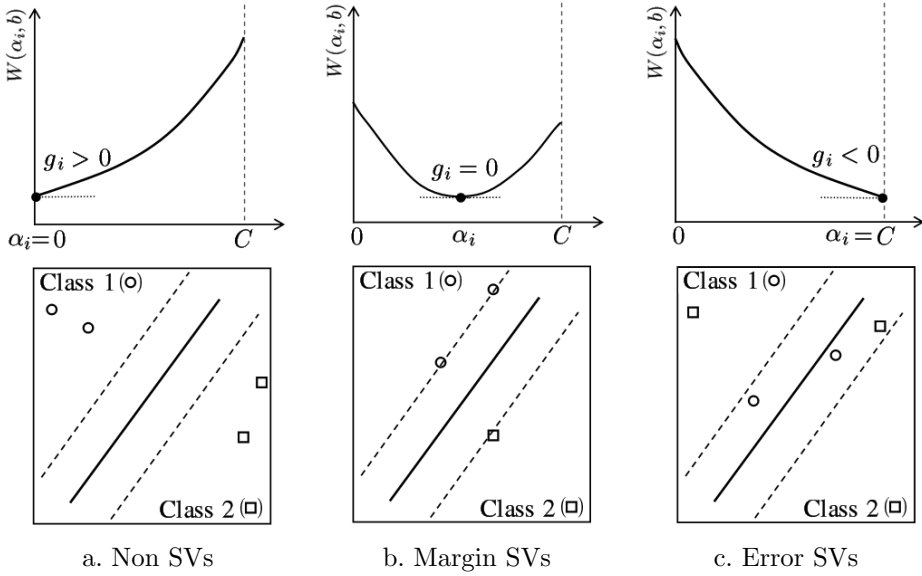 W(αᵢ, b)
gᵢ > 0
αᵢ=0
C
W(αᵢ, b)
gᵢ = 0
0
αᵢ
C
W(αᵢ, b)
gᵢ < 0
0
αᵢ = C
Class 1(○)
Class 2(□)
Class 1(○)
Class 2(□)
Class 1(○)
Class 2(□)
a. Non SVs
b. Margin SVs
c. Error SVs